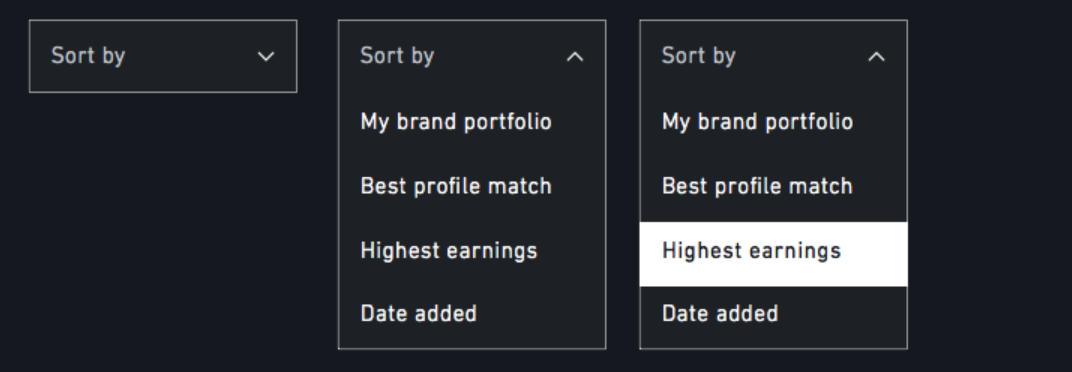 Sort by
Sort by
My brand portfolio
Best profile match
Highest earnings
Date added
Sort by
My brand portfolio
Best profile match
Highest earnings
Date added